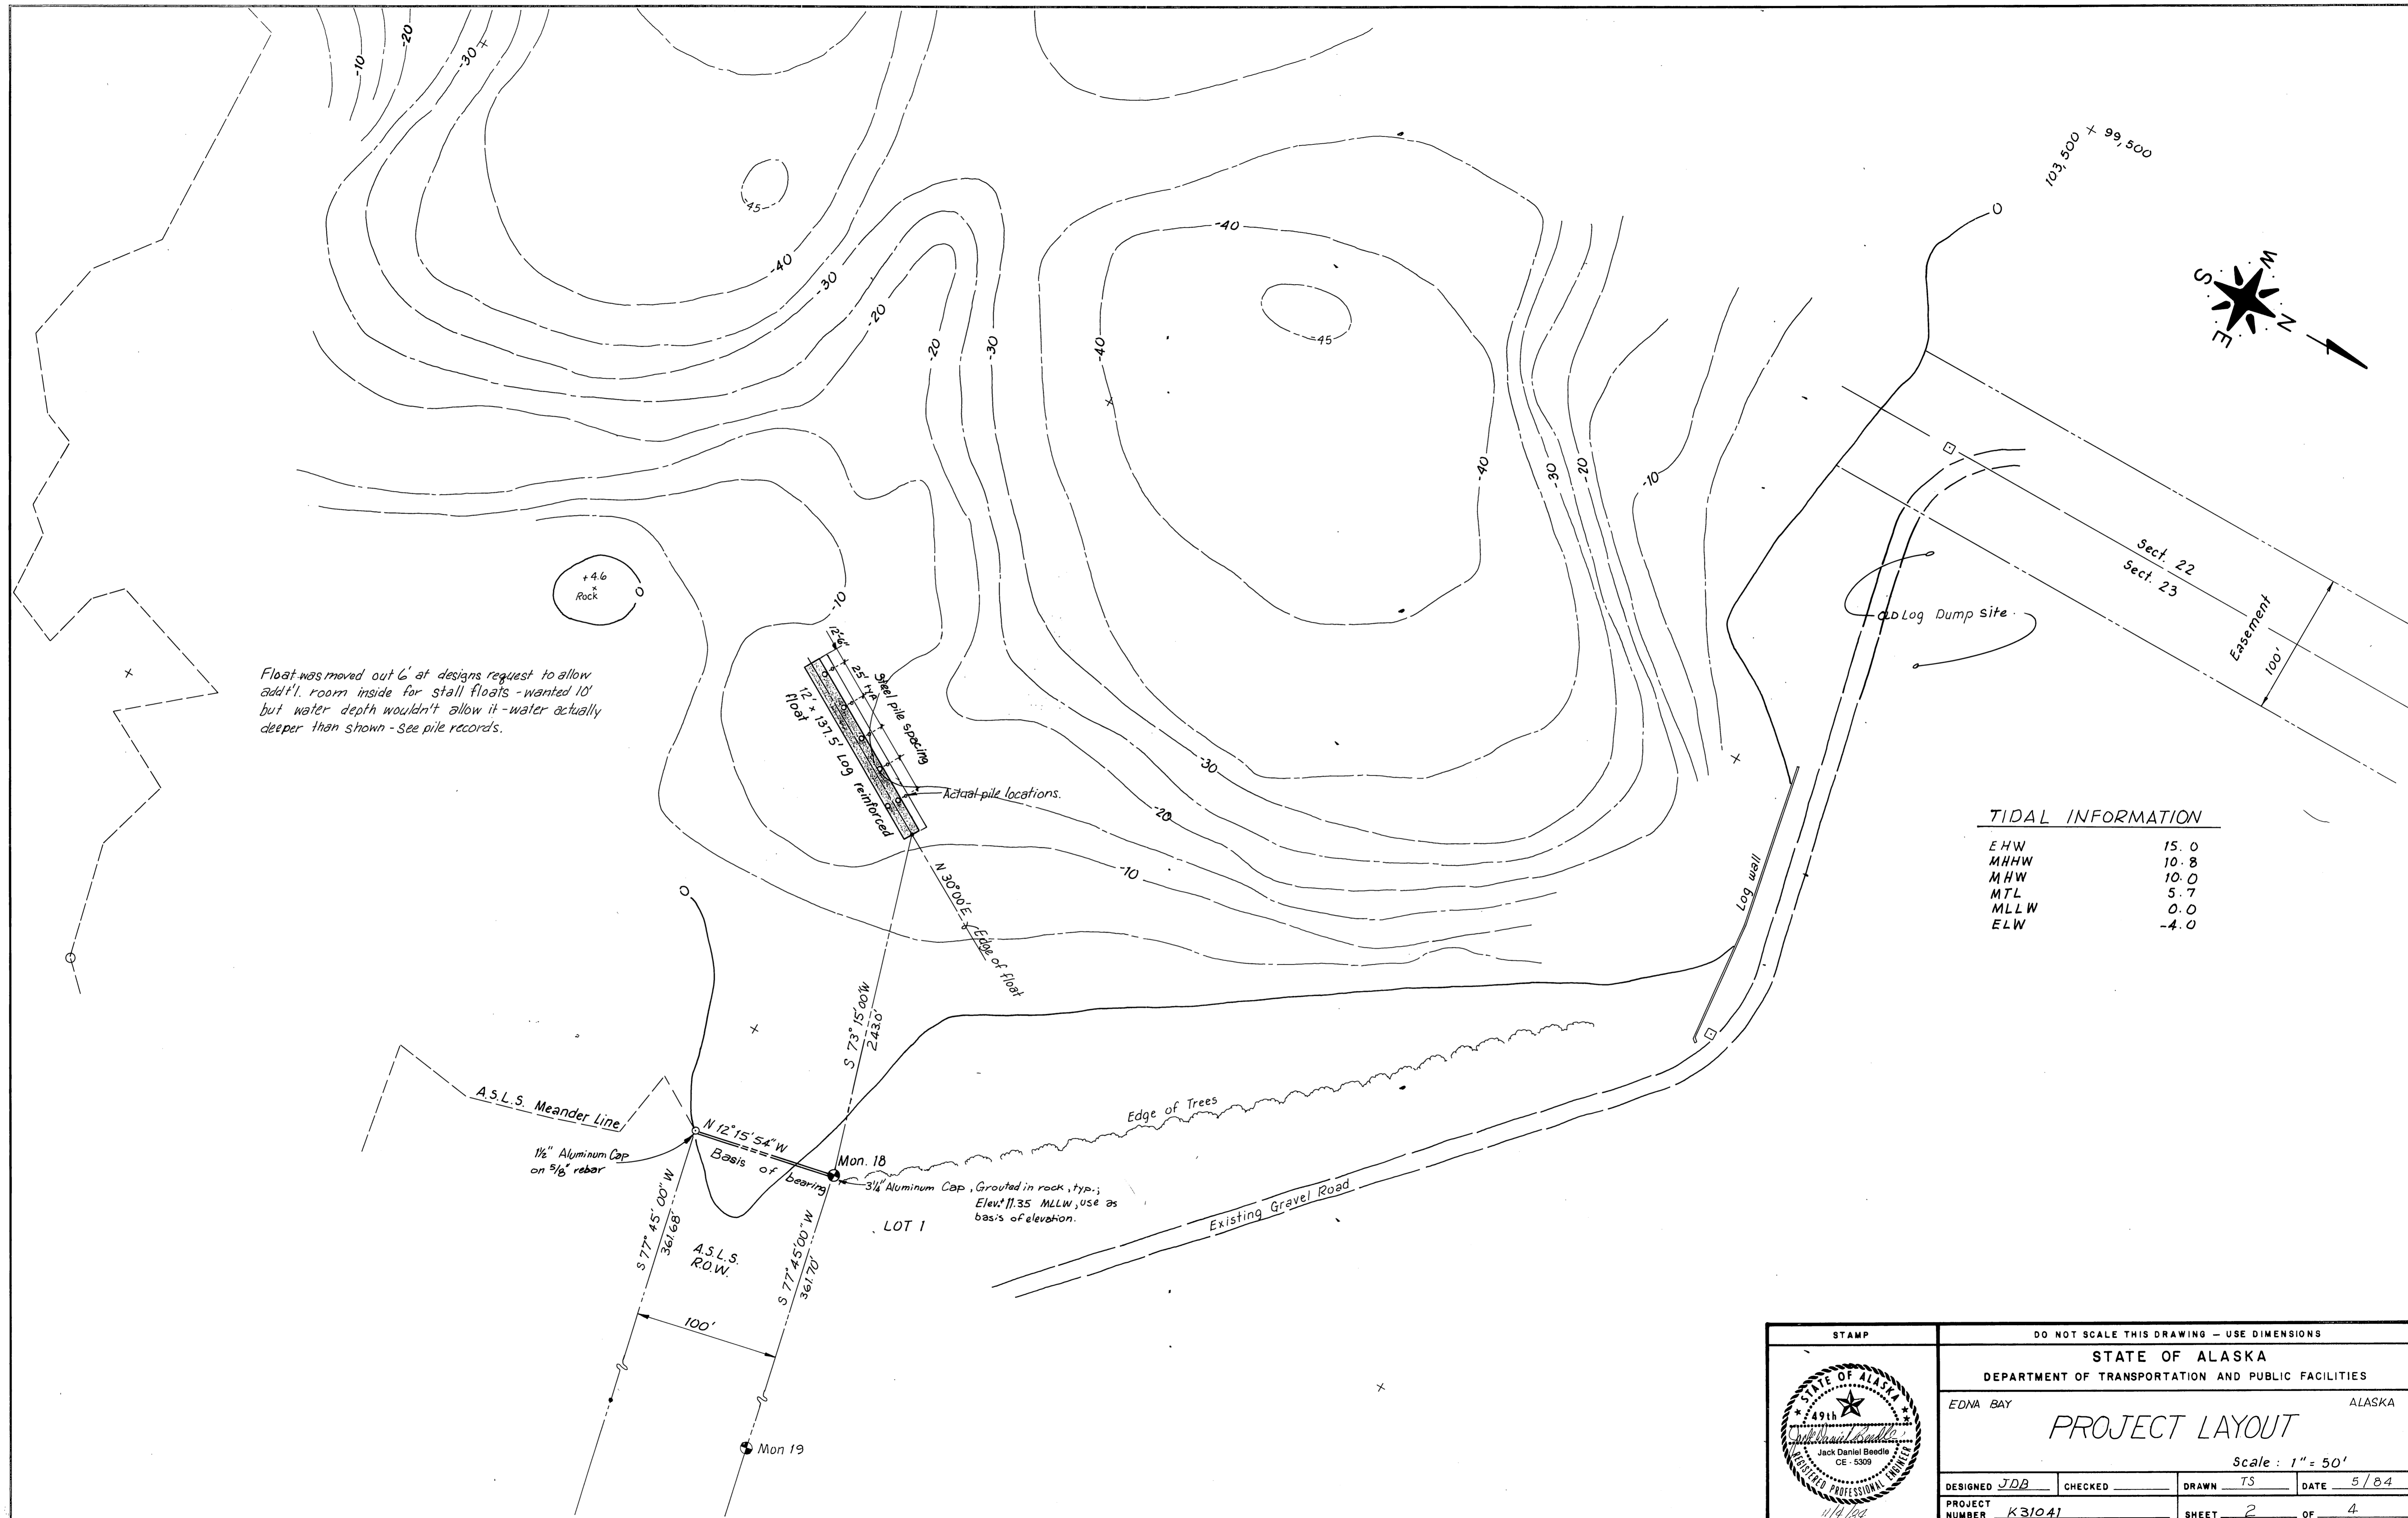 -10
-20
-30
-45
-40
-30
-20
-20
-30
-40
-40
-45
-40
-30
-20
-10
103,500 + 99,500
0
W
S
N
E
Sect. 22
Sect. 23
Easement
100'
OLD Log Dump site.
+4.6
x
Rock
0
-10
Float was moved out 6' at designs request to allow
addt'l. room inside for stall floats - wanted 10'
but water depth wouldn't allow it - water actually
deeper than shown - see pile records.
12'-6"
25' typ.
Steel pile spacing
12' x 137.5' Log reinforced
float
Actual pile locations.
-30
-20
-10
N 30°00'E
Edge of float
Log wall
TIDAL INFORMATION
EHW 15.0
MHHW 10.8
MHW 10.0
MTL 5.7
MLLW 0.0
ELW -4.0
0
S 73° 15'00"W
243.0'
A.S.L.S. Meander Line
1½" Aluminum Cap
on 5/8" rebar
N 12° 15' 54" W
Basis of bearing
Mon. 18
3¼" Aluminum Cap, Grouted in rock, typ.;
Elev.+11.35 MLLW, use as
basis of elevation.
LOT 1
Edge of Trees
Existing Gravel Road
S 77° 45' 00" W
361.68'
A.S.L.S.
R.O.W.
S 77° 45'00" W
361.70'
100'
Mon 19
STAMP
STATE OF ALASKA
49th
Jack Daniel Beedle
Jack Daniel Beedle
CE - 5309
REGISTERED PROFESSIONAL ENGINEER
DO NOT SCALE THIS DRAWING — USE DIMENSIONS
STATE OF ALASKA
DEPARTMENT OF TRANSPORTATION AND PUBLIC FACILITIES
EDNA BAY ALASKA
PROJECT LAYOUT
Scale : 1" = 50'
DESIGNED JDB CHECKED DRAWN TS DATE 5/84
PROJECT
NUMBER K31041 SHEET 2 OF 4